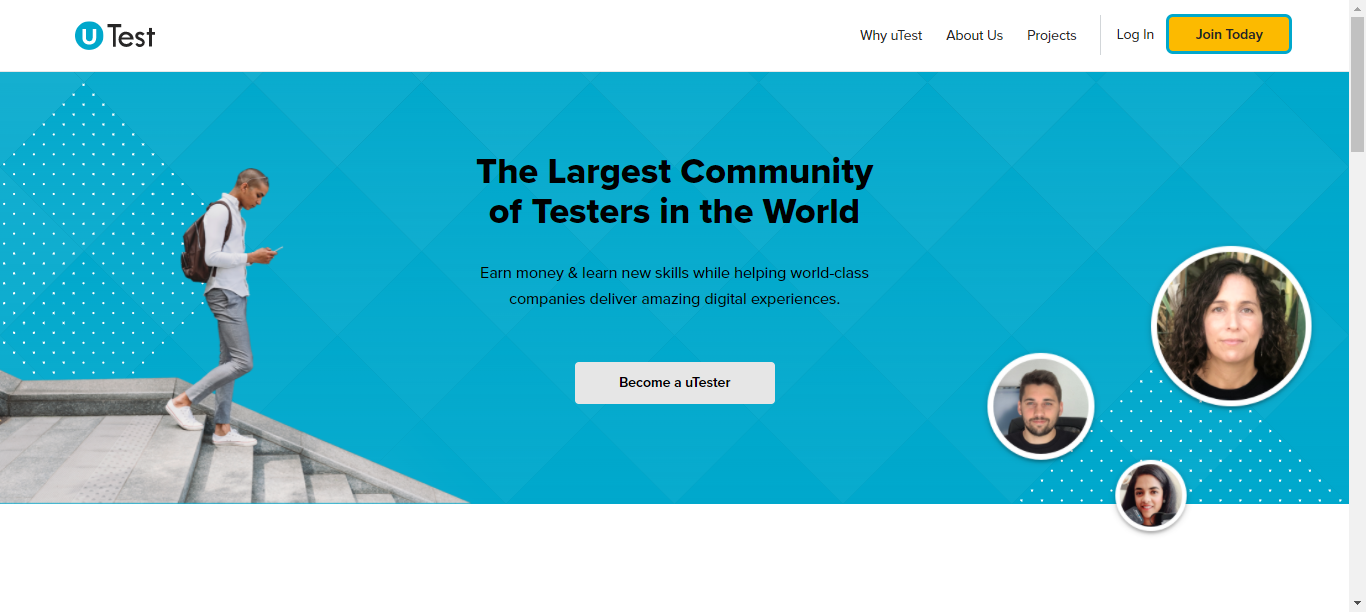 uTest
Why uTest
About Us
Projects
Log In
Join Today
The Largest Community
of Testers in the World
Earn money & learn new skills while helping world-class
companies deliver amazing digital experiences.
Become a uTester